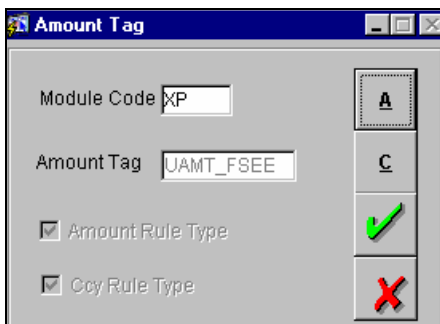 Amount Tag
Module Code XP
A
Amount Tag UAMT_FSEE
C
Amount Rule Type
Ccy Rule Type